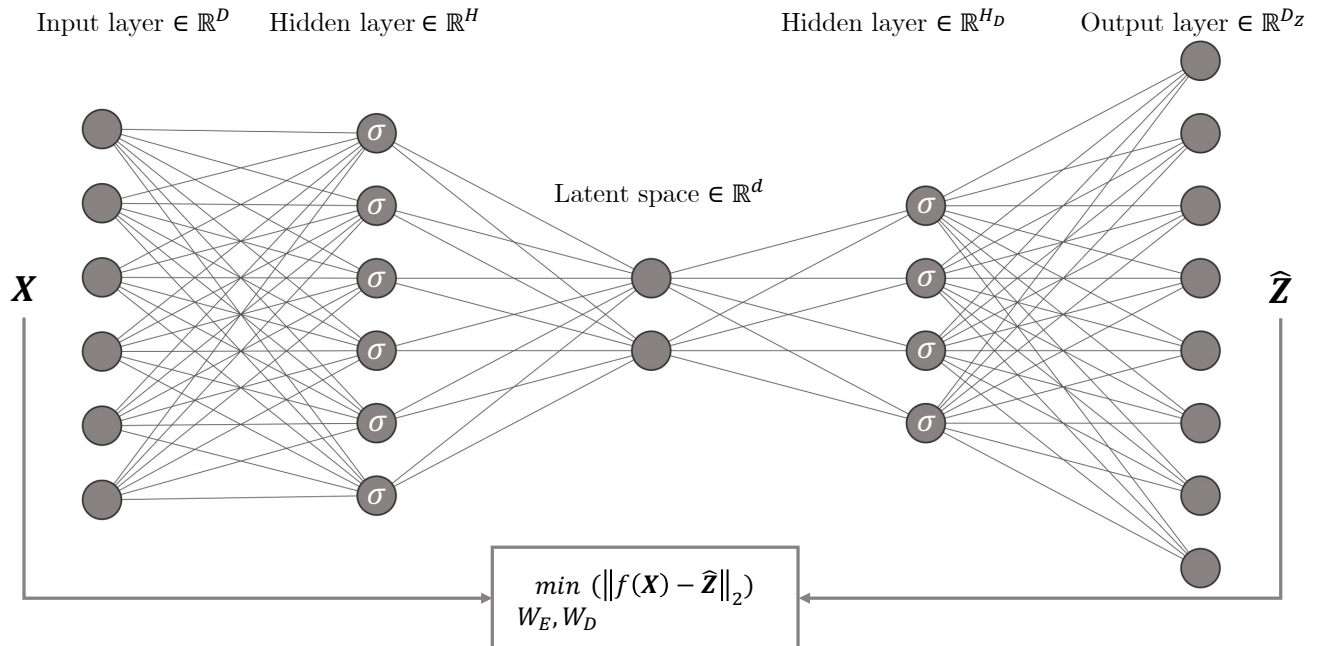 Input layer ∈ ℝ^D
Hidden layer ∈ ℝ^H
Hidden layer ∈ ℝ^{H_D}
Output layer ∈ ℝ^{D_Z}
Latent space ∈ ℝ^d
σ
σ
σ
σ
σ
σ
σ
σ
σ
σ
X
Ẑ
min (‖f(X) − Ẑ‖₂)
W_E, W_D